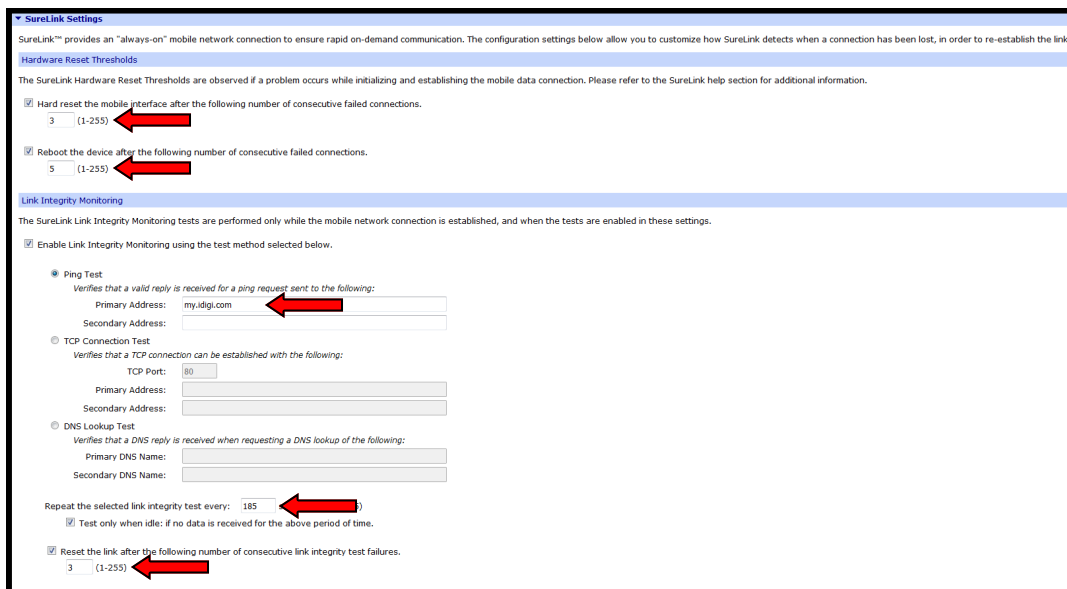 SureLink Settings
SureLink™ provides an "always-on" mobile network connection to ensure rapid on-demand communication. The configuration settings below allow you to customize how SureLink detects when a connection has been lost, in order to re-establish the link
Hardware Reset Thresholds
The SureLink Hardware Reset Thresholds are observed if a problem occurs while initializing and establishing the mobile data connection. Please refer to the SureLink help section for additional information.
Hard reset the mobile interface after the following number of consecutive failed connections.
3 (1-255)
Reboot the device after the following number of consecutive failed connections.
5 (1-255)
Link Integrity Monitoring
The SureLink Link Integrity Monitoring tests are performed only while the mobile network connection is established, and when the tests are enabled in these settings.
Enable Link Integrity Monitoring using the test method selected below.
Ping Test
Verifies that a valid reply is received for a ping request sent to the following:
Primary Address: my.idigi.com
Secondary Address:
TCP Connection Test
Verifies that a TCP connection can be established with the following:
TCP Port: 80
Primary Address:
Secondary Address:
DNS Lookup Test
Verifies that a DNS reply is received when requesting a DNS lookup of the following:
Primary DNS Name:
Secondary DNS Name:
Repeat the selected link integrity test every: 185
Test only when idle: if no data is received for the above period of time.
Reset the link after the following number of consecutive link integrity test failures.
3 (1-255)